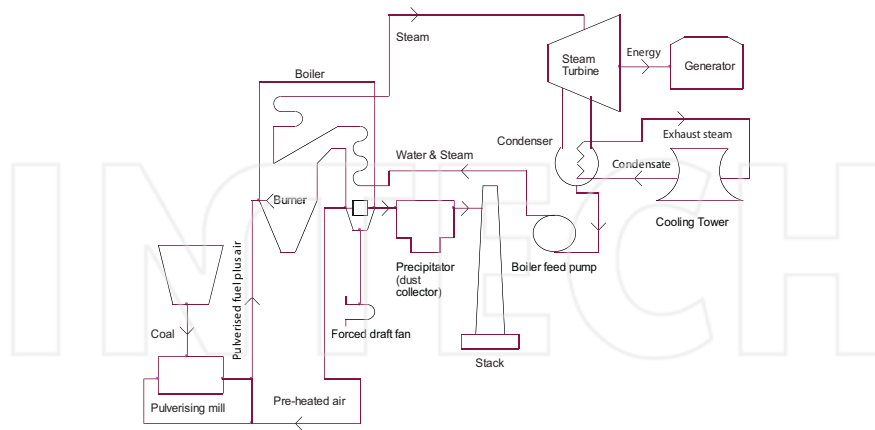 Steam
Steam
Turbine
Energy
Generator
Boiler
Exhaust steam
Condenser
Water & Steam
Condensate
Burner
Cooling Tower
Pulverised fuel plus air
Precipitator
(dust
collector)
Boiler feed pump
Coal
Forced draft fan
Stack
Pulverising mill
Pre-heated air
INTECH